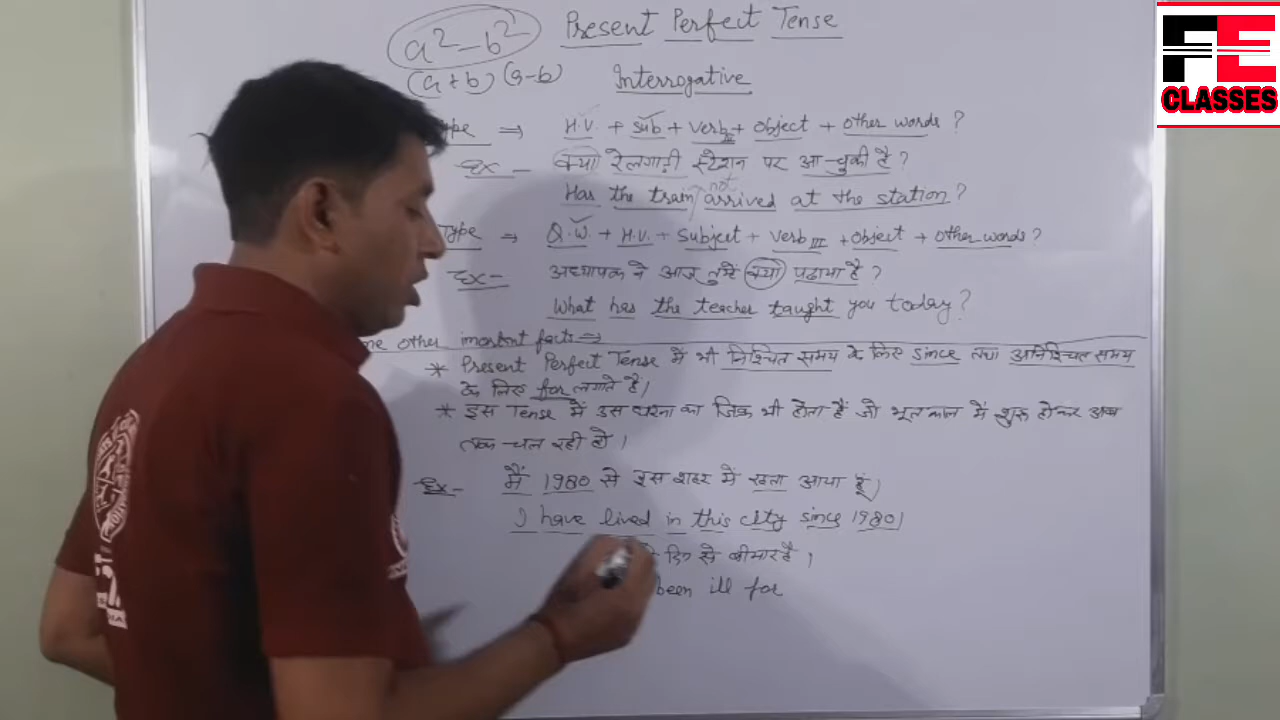 a² - b²
Present Perfect Tense
(a+b) (a-b)
Interrogative
⇒ H.V. + sub + verb III + object + other words ?
Ex - क्या रेलगाड़ी स्टेशन पर आ चुकी है ?
not
Has the train arrived at the station ?
Type ⇒ Q.W. + H.V. + subject + verb III + object + other words ?
Ex- अध्यापक ने आज तुम्हें क्या पढ़ाया है ?
What has the teacher taught you today ?
other important facts ⇒
* Present Perfect Tense में भी निश्चित समय के लिए since तथा अनिश्चित समय
के लिए for लगाते है।
* इस Tense में उस घटना का जिक्र भी होता है जो भूतकाल में शुरू होकर अब
तक चल रही हो ।
Ex- मैं 1980 से इस शहर में रहता आया हूँ।
I have lived in this city since 1980।
दिन से बीमार है ।
been ill for
FE
CLASSES